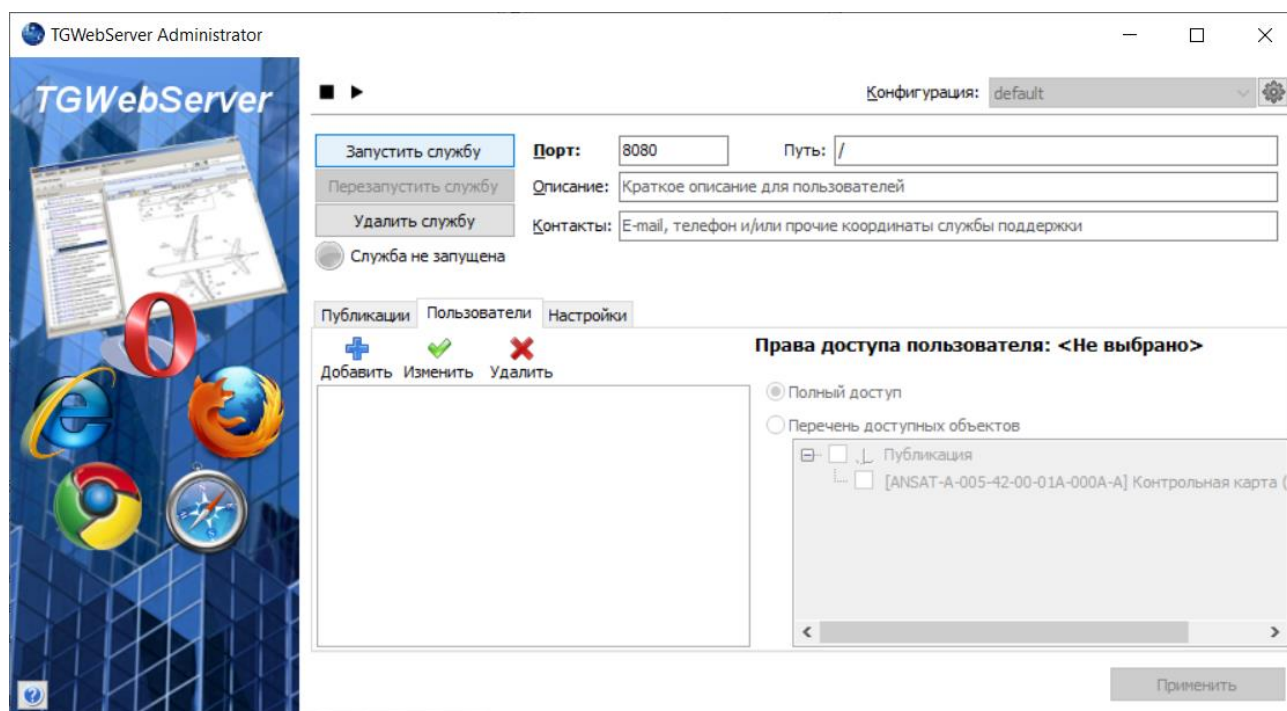 TGWebServer Administrator
TGWebServer
Конфигурация: default
Запустить службу Порт: 8080 Путь: /
Перезапустить службу Описание: Краткое описание для пользователей
Удалить службу Контакты: E-mail, телефон и/или прочие координаты службы поддержки
Служба не запущена
Публикации Пользователи Настройки
Добавить Изменить Удалить
Права доступа пользователя: <Не выбрано>
Полный доступ
Перечень доступных объектов
Публикация
[ANSAT-A-005-42-00-01A-000A-A] Контрольная карта (
Применить